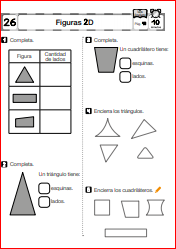 26
Figuras 2D
Pág.
10
1 Completa.
Figura
Cantidad
de lados
2 Completa.
Un triángulo tiene:
esquinas.
lados.
3 Completa.
Un cuadrilátero tiene:
esquinas.
lados.
4 Encierra los triángulos.
Encierra los cuadriláteros.